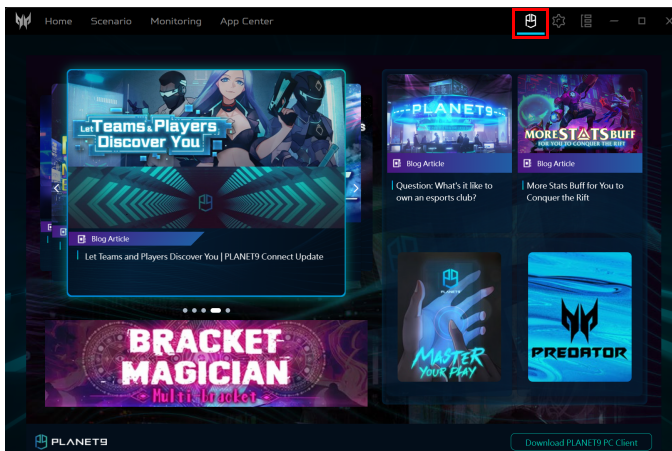 Home Scenario Monitoring App Center
Let Teams & Players
Discover You
Blog Article
Let Teams and Players Discover You | PLANET9 Connect Update
PLANET9
Blog Article
Question: What's it like to
own an esports club?
MORE STATS BUFF
FOR YOU TO CONQUER THE RIFT
Blog Article
More Stats Buff for You to
Conquer the Rift
BRACKET
MAGICIAN
Multi bracket
PLANET9
MASTER
YOUR PLAY
PREDATOR
PLANET9
Download PLANET9 PC Client